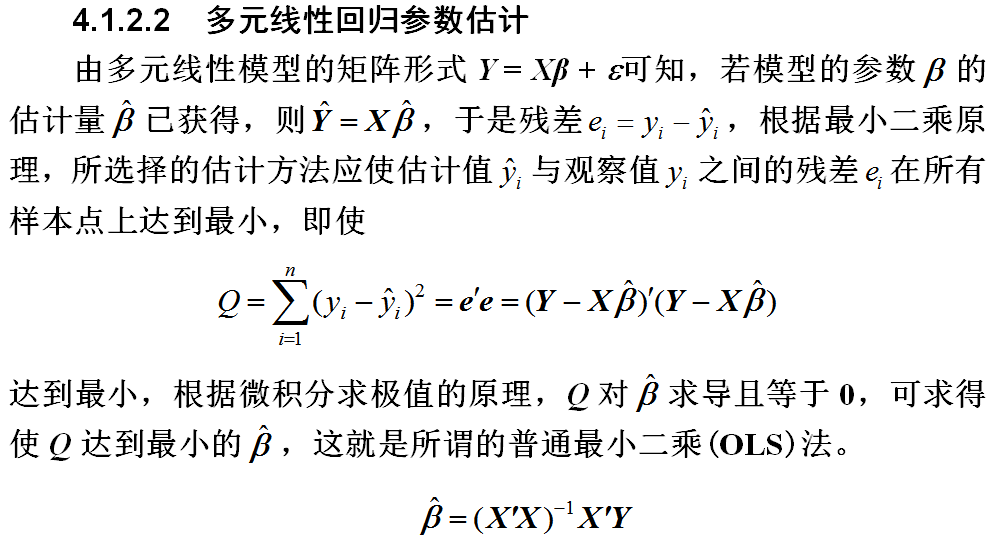 4.1.2.2 多元线性回归参数估计
由多元线性模型的矩阵形式 Y = Xβ + ε可知，若模型的参数 β 的
估计量 β̂ 已获得，则 Ŷ = X β̂，于是残差 eᵢ = yᵢ − ŷᵢ，根据最小二乘原
理，所选择的估计方法应使估计值 ŷᵢ 与观察值 yᵢ 之间的残差 eᵢ 在所有
样本点上达到最小，即使
Q = ∑ᵢ₌₁ⁿ (yᵢ − ŷᵢ)² = e′e = (Y − Xβ̂)′(Y − Xβ̂)
达到最小，根据微积分求极值的原理，Q 对 β̂ 求导且等于 0，可求得
使 Q 达到最小的 β̂，这就是所谓的普通最小二乘(OLS)法。
β̂ = (X′X)⁻¹ X′Y